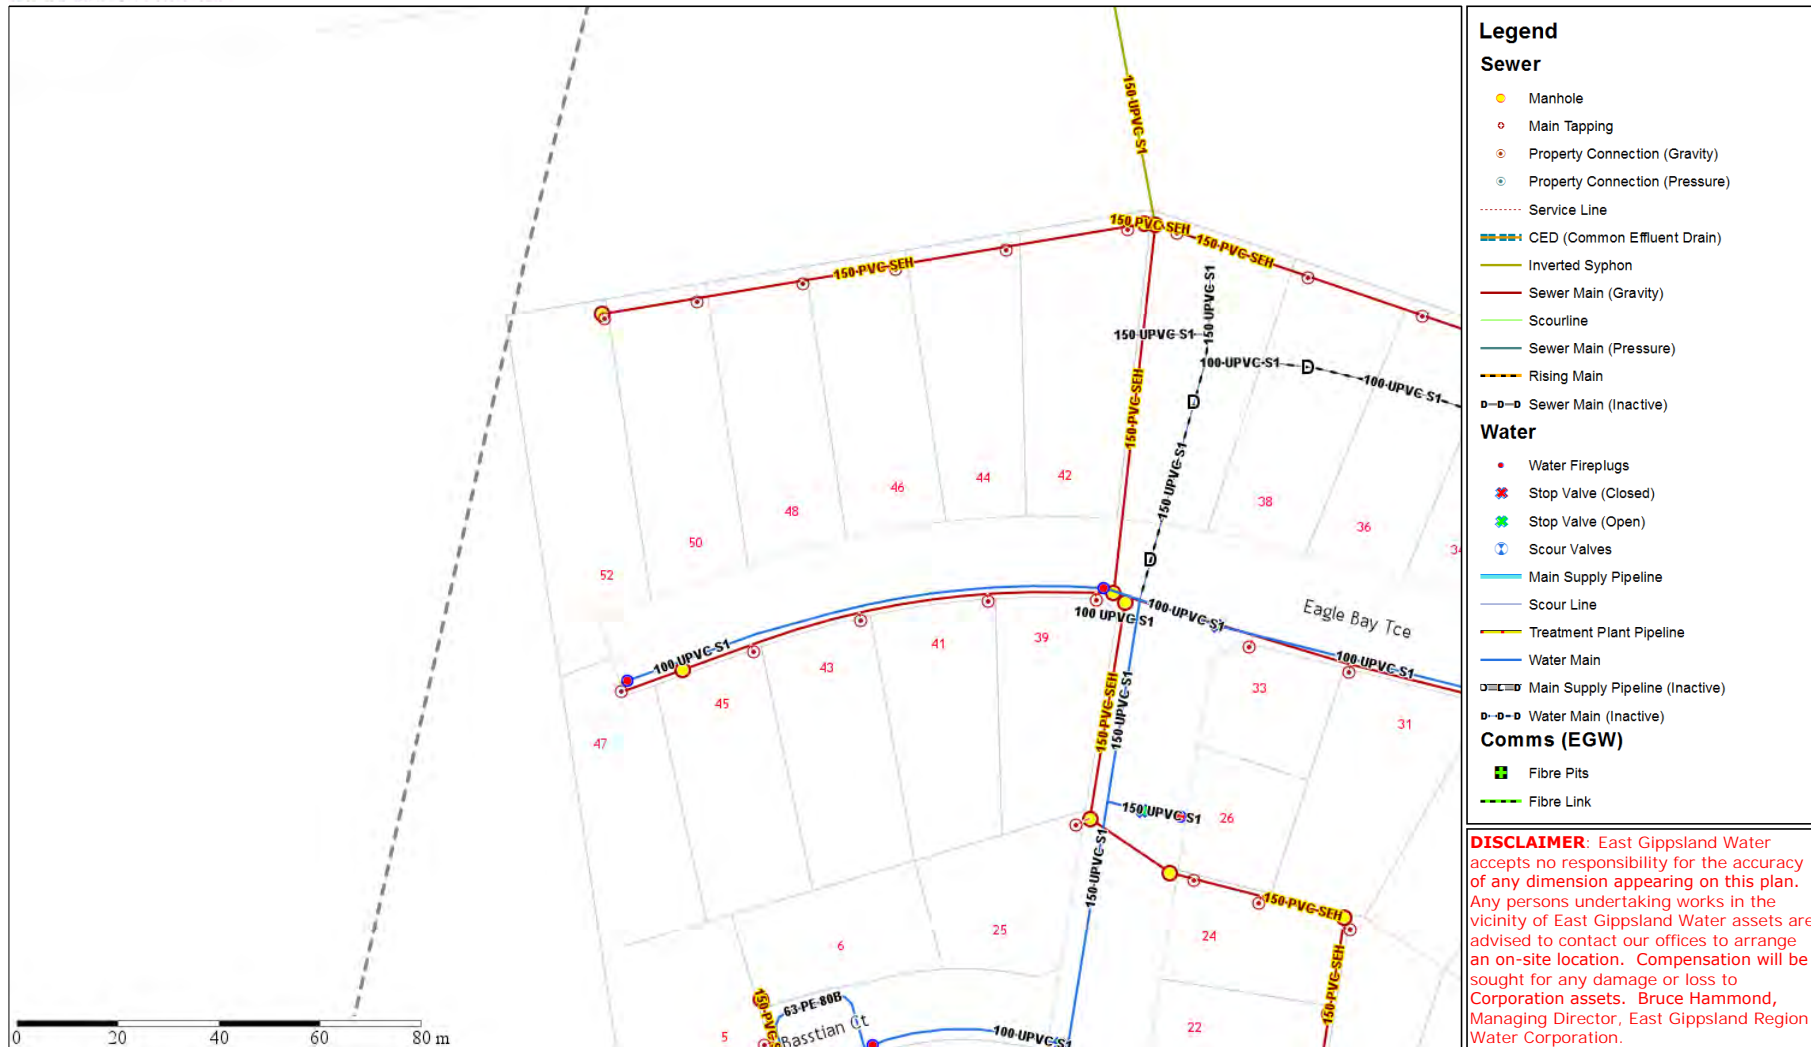 150-UPVC-S1
150-PVC-SEH
150-PVC-SEH
150-PVC-SEH
150-UPVC-S1
150-UPVC-S1
100-UPVC-S1
D
100-UPVC-S1
150-PVC-SEH
D
150-UPVC-S1
42
44
46
48
50
52
38
36
34
D
100-UPVC-S1
100-UPVC-S1
Eagle Bay Tce
100 UPVC-S1
100-UPVC-S1
39
41
43
45
47
33
31
150-PVC-SEH
150-UPVC-S1
150-UPVC-S1
26
150-UPVC-S1
150-PVC-SEH
25
6
24
150-PVC-SEH
63-PE-80B
Basstian Ct
5
22
100-UPVC-S1
0 20 40 60 80 m
Legend
Sewer
Manhole
Main Tapping
Property Connection (Gravity)
Property Connection (Pressure)
Service Line
CED (Common Effluent Drain)
Inverted Syphon
Sewer Main (Gravity)
Scourline
Sewer Main (Pressure)
Rising Main
D--D--D Sewer Main (Inactive)
Water
Water Fireplugs
Stop Valve (Closed)
Stop Valve (Open)
Scour Valves
Main Supply Pipeline
Scour Line
Treatment Plant Pipeline
Water Main
Main Supply Pipeline (Inactive)
D--D--D Water Main (Inactive)
Comms (EGW)
Fibre Pits
Fibre Link
DISCLAIMER: East Gippsland Water
accepts no responsibility for the accuracy
of any dimension appearing on this plan.
Any persons undertaking works in the
vicinity of East Gippsland Water assets are
advised to contact our offices to arrange
an on-site location. Compensation will be
sought for any damage or loss to
Corporation assets. Bruce Hammond,
Managing Director, East Gippsland Region
Water Corporation.